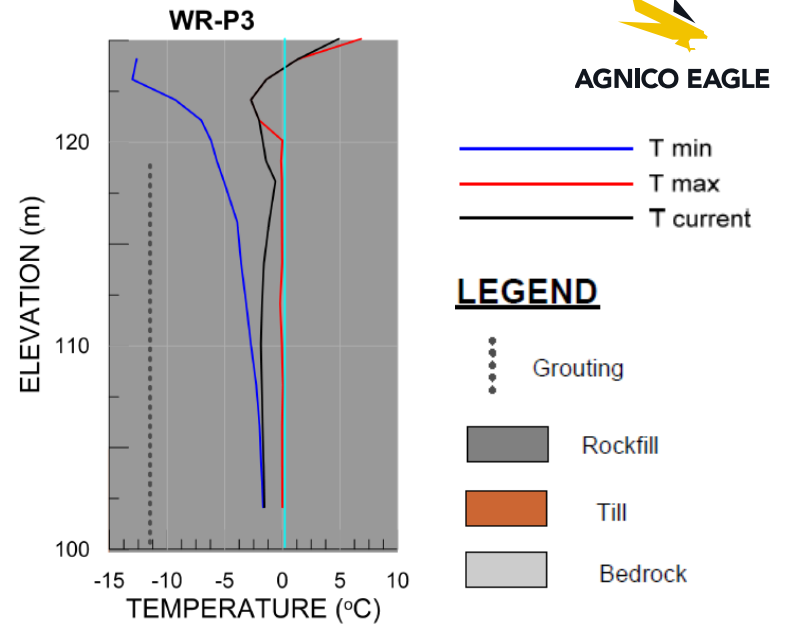 WR-P3
AGNICO EAGLE
T min
T max
T current
LEGEND
Grouting
Rockfill
Till
Bedrock
ELEVATION (m)
120
110
100
-15 -10 -5 0 5 10
TEMPERATURE (°C)